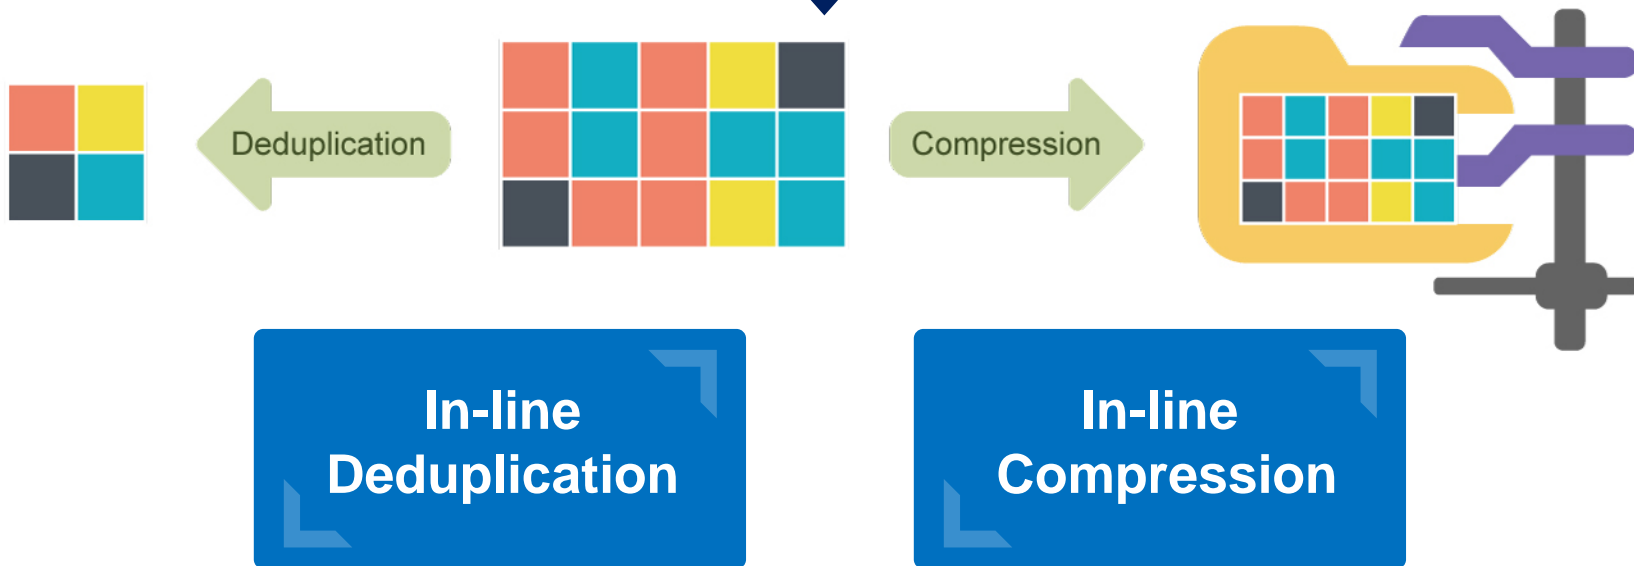 Deduplication
Compression
In-line
Deduplication
In-line
Compression